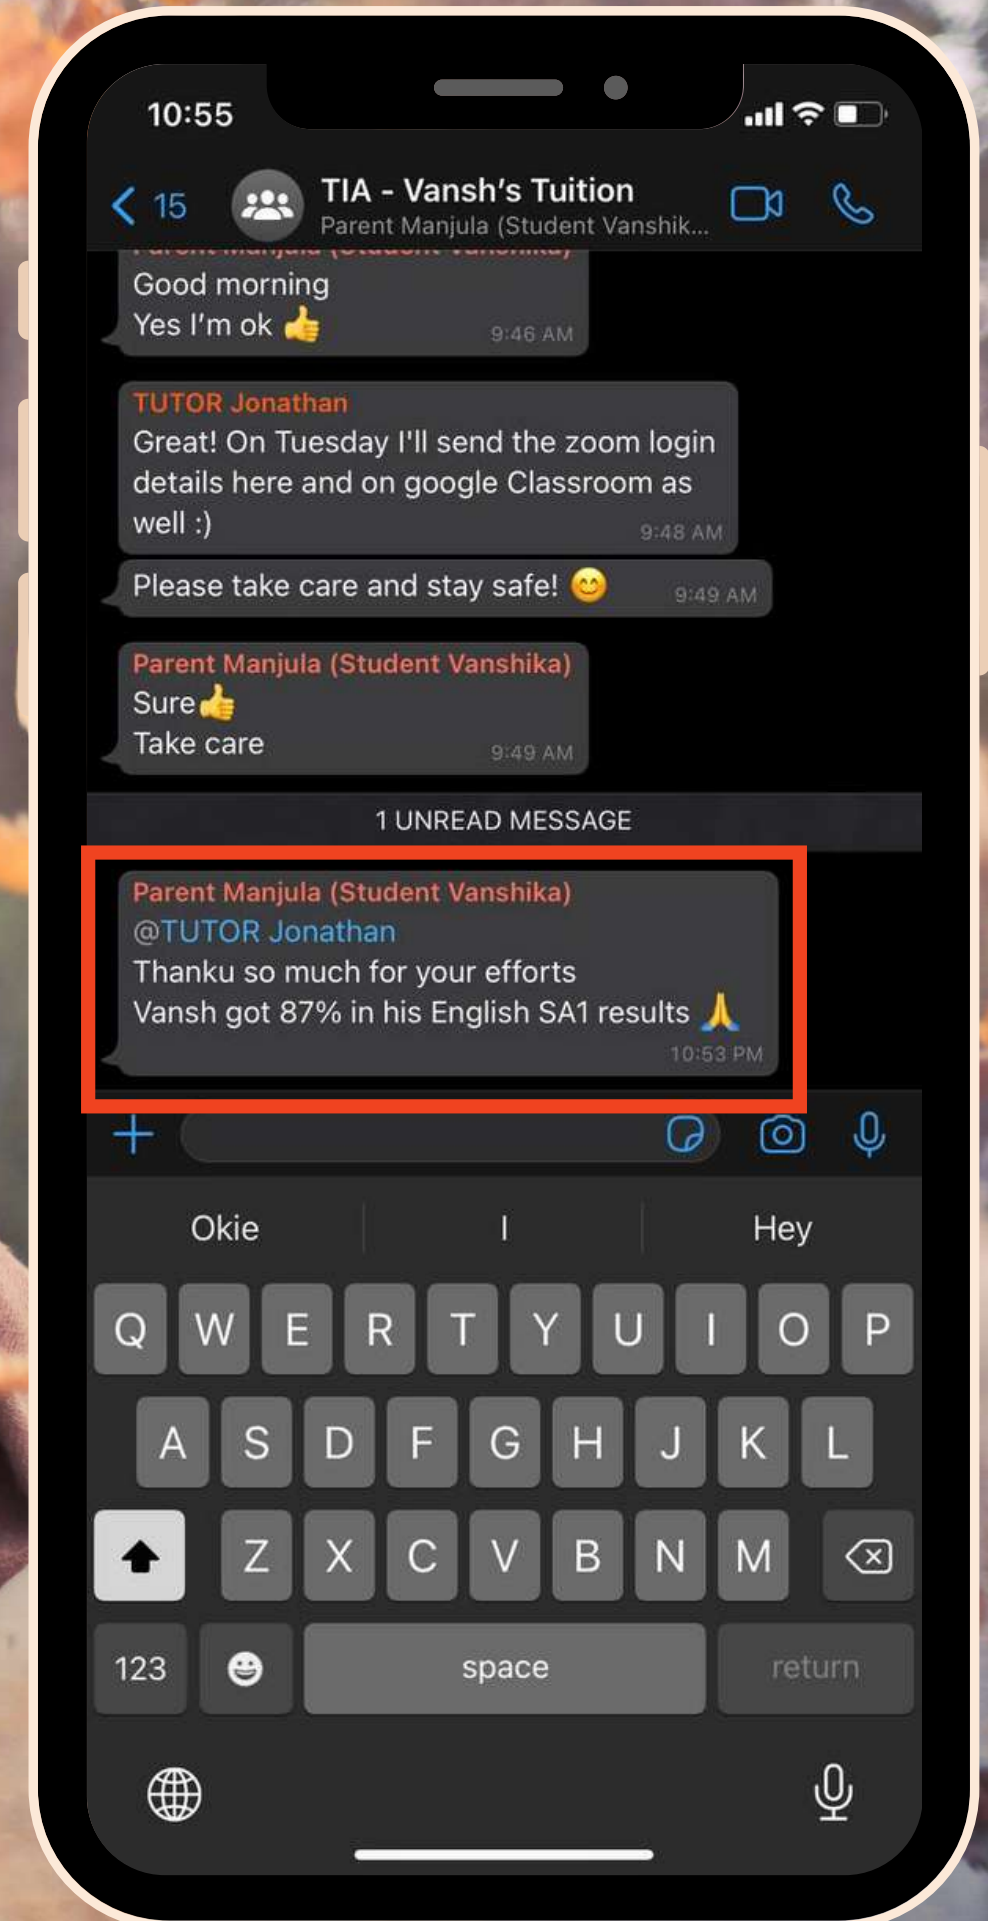 10:55
15
TIA - Vansh's Tuition
Parent Manjula (Student Vanshik...
Parent Manjula (Student Vanshika)
Good morning
Yes I'm ok 👍
9:46 AM
TUTOR Jonathan
Great! On Tuesday I'll send the zoom login
details here and on google Classroom as
well :)
9:48 AM
Please take care and stay safe! 😊
9:49 AM
Parent Manjula (Student Vanshika)
Sure👍
Take care
9:49 AM
1 UNREAD MESSAGE
Parent Manjula (Student Vanshika)
@TUTOR Jonathan
Thanku so much for your efforts
Vansh got 87% in his English SA1 results 🙏
10:53 PM
Okie I Hey
Q W E R T Y U I O P
A S D F G H J K L
Z X C V B N M
123 space return